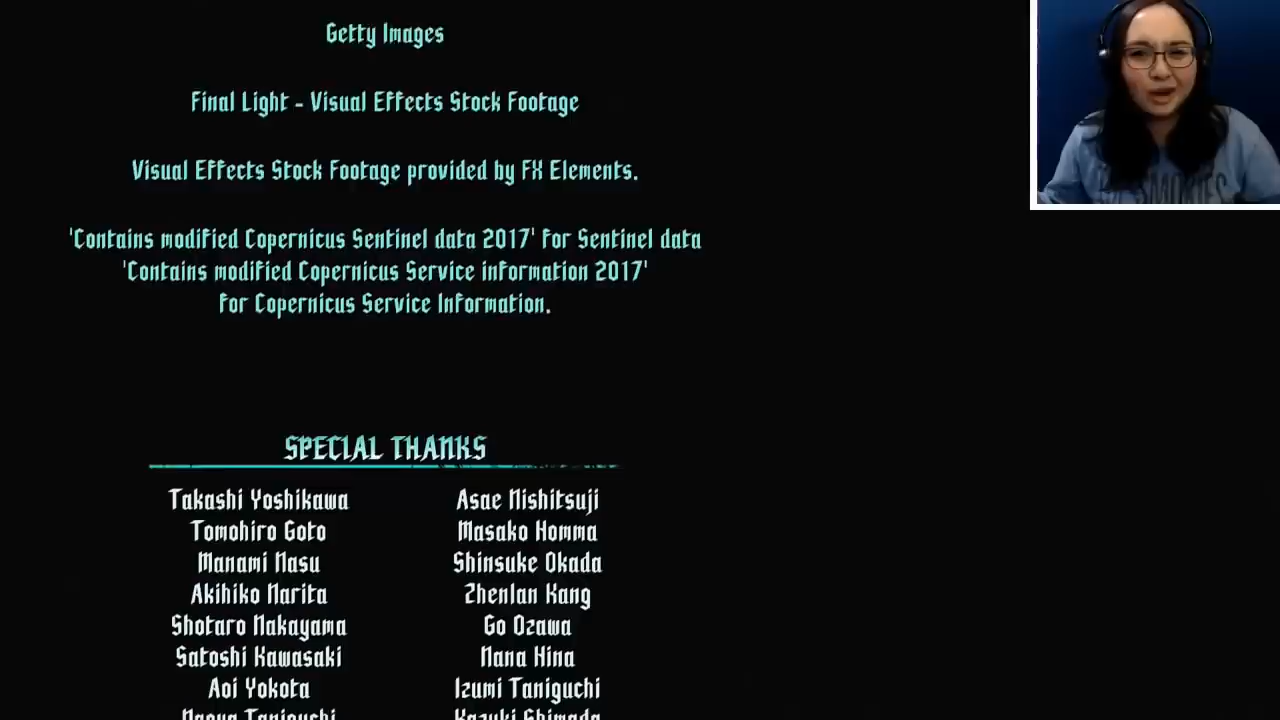 Getty Images
Final Light - Visual Effects Stock Footage
Visual Effects Stock Footage provided by FX Elements.
'Contains modified Copernicus Sentinel data 2017' for Sentinel data
'Contains modified Copernicus Service information 2017'
for Copernicus Service Information.
SPECIAL THANKS
Takashi Yoshikawa
Asae Nishitsuji
Tomohiro Goto
Masako Homma
Manami Nasu
Shinsuke Okada
Akihiko Narita
Zhenlan Kang
Shotaro Nakayama
Go Ozawa
Satoshi Kawasaki
Nana Hina
Aoi Yokota
Izumi Taniguchi
Taniguchi
Kazuki Shimada